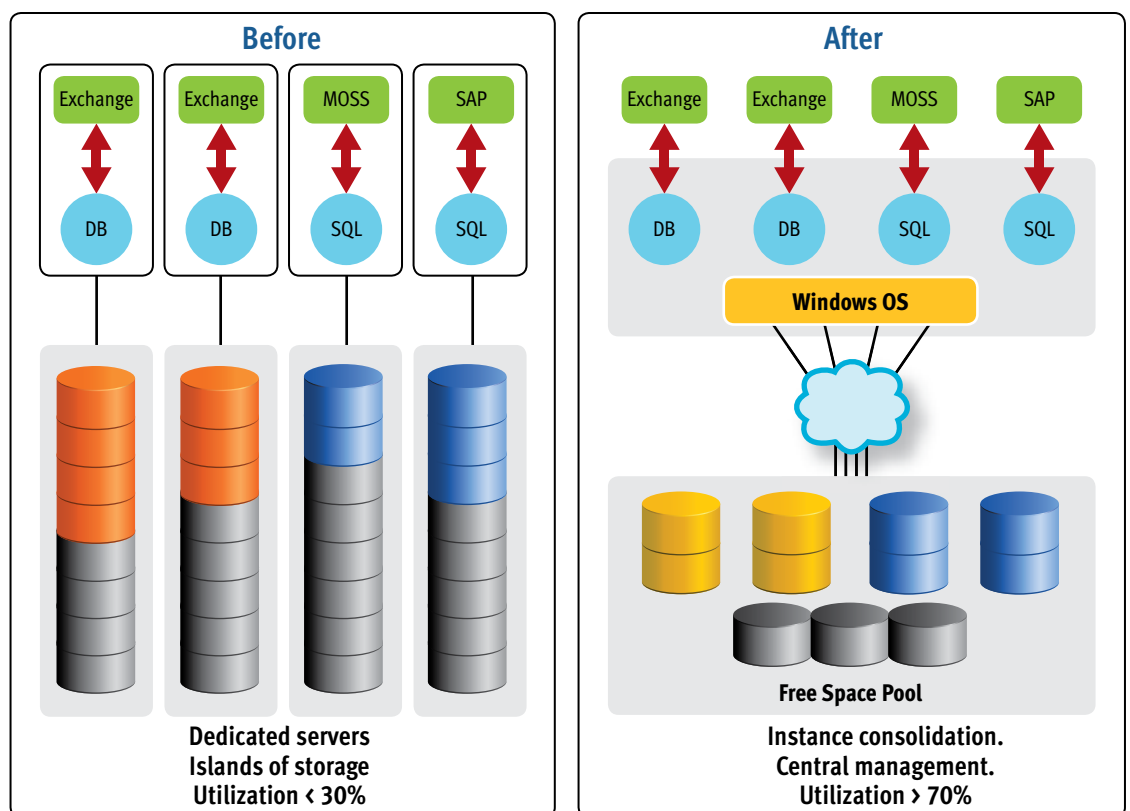 Before
Exchange
Exchange
MOSS
SAP
DB
DB
SQL
SQL
Dedicated servers
Islands of storage
Utilization < 30%
After
Exchange
Exchange
MOSS
SAP
DB
DB
SQL
SQL
Windows OS
Free Space Pool
Instance consolidation.
Central management.
Utilization > 70%